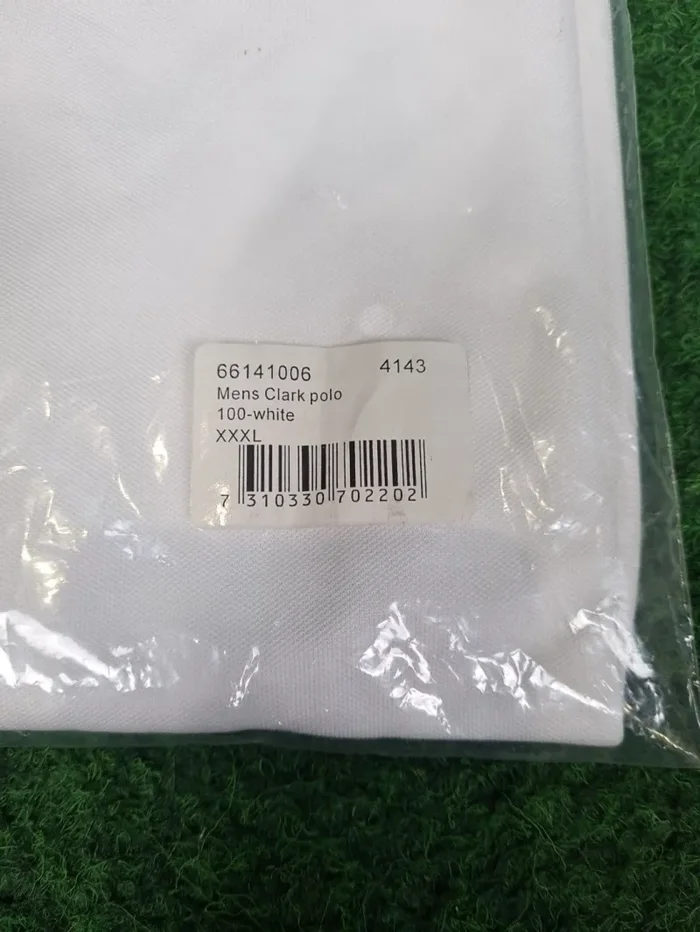 66141006 4143
Mens Clark polo
100-white
XXXL
7 310330 702202